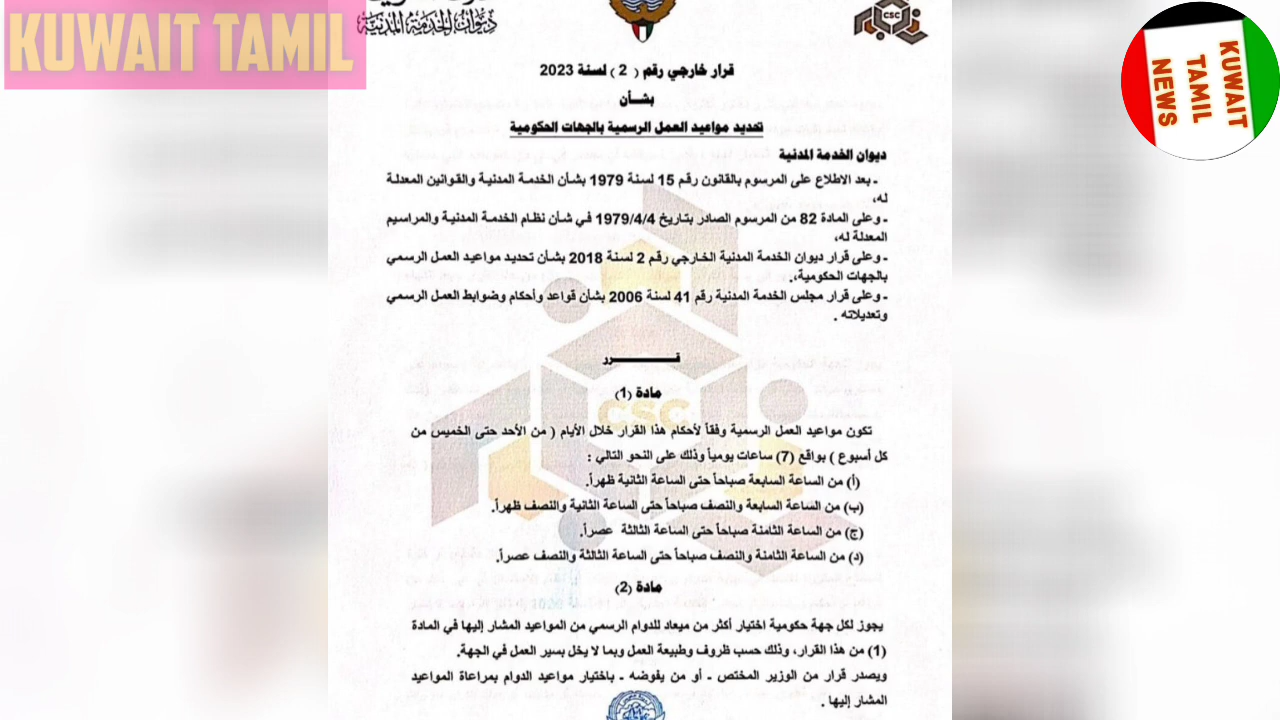 KUWAIT TAMIL
ديوان الخدمة المدنية
CSC
KUWAIT
TAMIL
NEWS
قرار خارجي رقم ( 2 ) لسنة 2023
بشأن
تحديد مواعيد العمل الرسمية بالجهات الحكومية
ديوان الخدمة المدنية
ـ بعد الاطلاع على المرسوم بالقانون رقم 15 لسنة 1979 بشأن الخدمة المدنية والقوانين المعدلة
له،
ـ وعلى المادة 82 من المرسوم الصادر بتاريخ 1979/4/4 في شأن نظام الخدمة المدنية والمراسيم
المعدلة له،
ـ وعلى قرار ديوان الخدمة المدنية الخارجي رقم 2 لسنة 2018 بشأن تحديد مواعيد العمل الرسمي
بالجهات الحكومية،.
ـ وعلى قرار مجلس الخدمة المدنية رقم 41 لسنة 2006 بشأن قواعد وأحكام وضوابط العمل الرسمي
وتعديلاته .
قــــــــرر
مادة (1)
CSC
تكون مواعيد العمل الرسمية وفقاً لأحكام هذا القرار خلال الأيام ( من الأحد حتى الخميس من
كل أسبوع ) بواقع (7) ساعات يومياً وذلك على النحو التالي :
(أ) من الساعة السابعة صباحاً حتى الساعة الثانية ظهراً.
(ب) من الساعة السابعة والنصف صباحاً حتى الساعة الثانية والنصف ظهراً.
(ج) من الساعة الثامنة صباحاً حتى الساعة الثالثة عصراً.
(د) من الساعة الثامنة والنصف صباحاً حتى الساعة الثالثة والنصف عصراً.
مادة (2)
يجوز لكل جهة حكومية اختيار أكثر من ميعاد للدوام الرسمي من المواعيد المشار إليها في المادة
(1) من هذا القرار، وذلك حسب ظروف وطبيعة العمل وبما لا يخل بسير العمل في الجهة.
ويصدر قرار من الوزير المختص ـ أو من يفوضه ـ باختيار مواعيد الدوام بمراعاة المواعيد
المشار إليها .